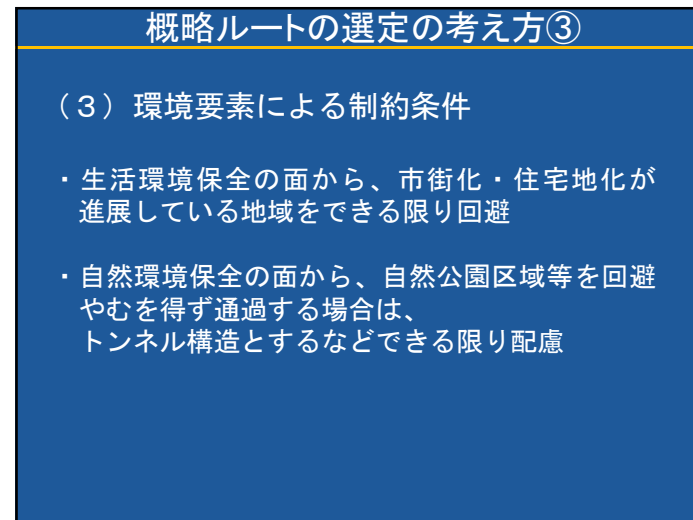 概略ルートの選定の考え方③
（３）環境要素による制約条件
・生活環境保全の面から、市街化・住宅地化が
進展している地域をできる限り回避
・自然環境保全の面から、自然公園区域等を回避
やむを得ず通過する場合は、
トンネル構造とするなどできる限り配慮